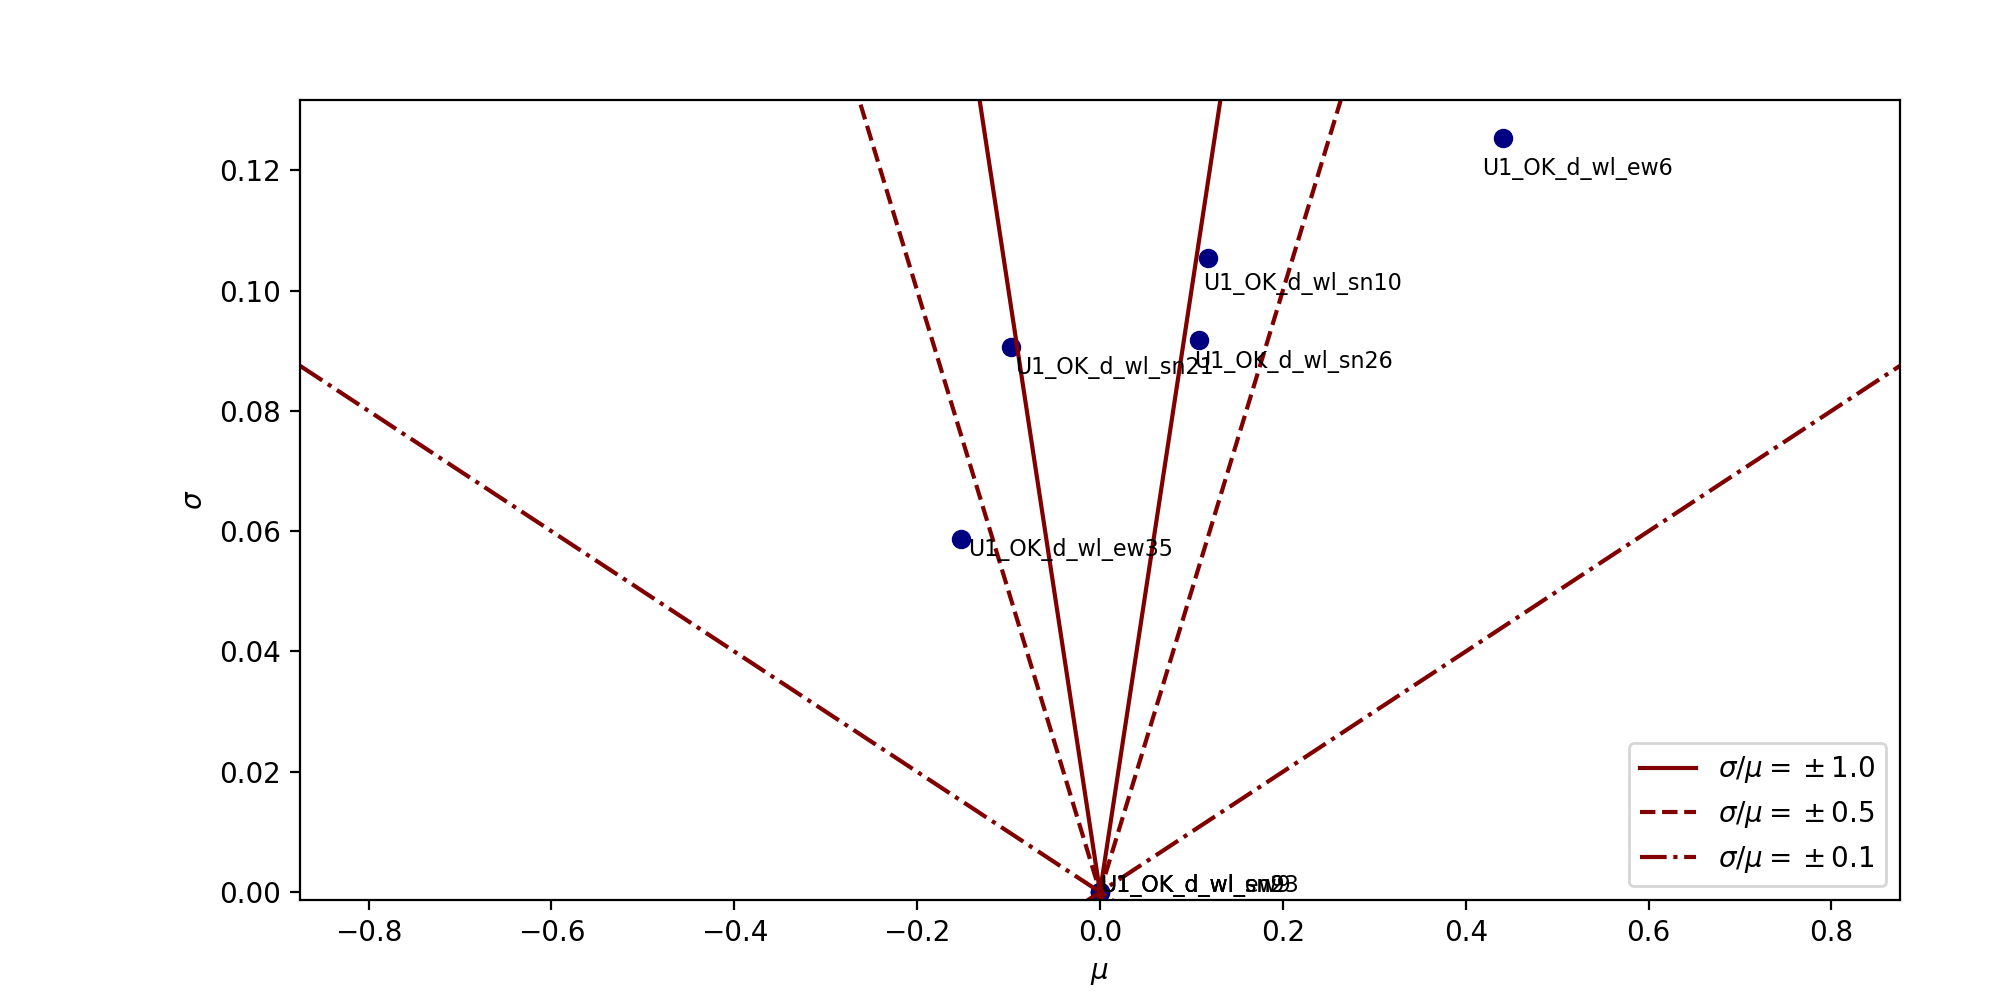 0.12
0.10
0.08
0.06
0.04
0.02
0.00
σ
U1_OK_d_wl_ew6
U1_OK_d_wl_sn10
U1_OK_d_wl_sn26
U1_OK_d_wl_sn21
U1_OK_d_wl_ew35
σ/μ = ±1.0
σ/μ = ±0.5
σ/μ = ±0.1
−0.8 −0.6 −0.4 −0.2 0.0 0.2 0.4 0.6 0.8
μ